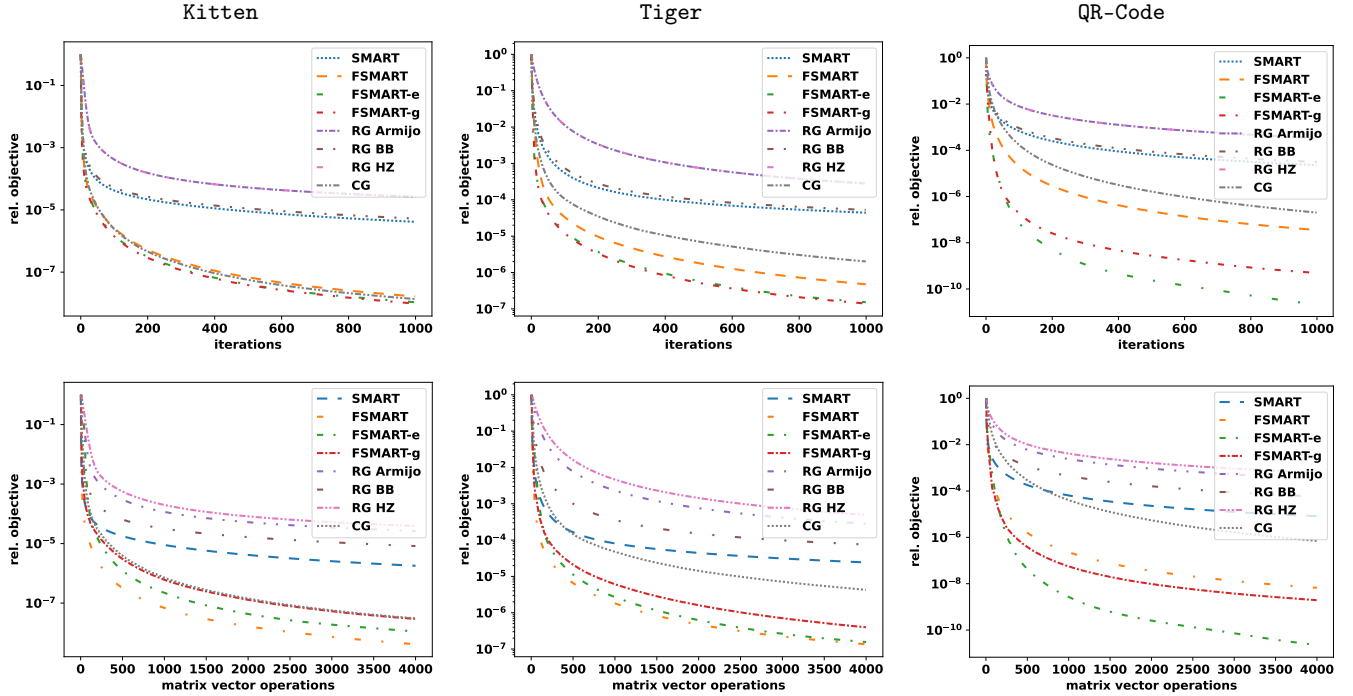 Kitten
Tiger
QR-Code
rel. objective
10⁻¹
10⁻³
10⁻⁵
10⁻⁷
SMART
FSMART
FSMART-e
FSMART-g
RG Armijo
RG BB
RG HZ
CG
0 200 400 600 800 1000
iterations
rel. objective
10⁰
10⁻¹
10⁻²
10⁻³
10⁻⁴
10⁻⁵
10⁻⁶
10⁻⁷
SMART
FSMART
FSMART-e
FSMART-g
RG Armijo
RG BB
RG HZ
CG
0 200 400 600 800 1000
iterations
rel. objective
10⁰
10⁻²
10⁻⁴
10⁻⁶
10⁻⁸
10⁻¹⁰
SMART
FSMART
FSMART-e
FSMART-g
RG Armijo
RG BB
RG HZ
CG
0 200 400 600 800 1000
iterations
rel. objective
10⁻¹
10⁻³
10⁻⁵
10⁻⁷
SMART
FSMART
FSMART-e
FSMART-g
RG Armijo
RG BB
RG HZ
CG
0 500 1000 1500 2000 2500 3000 3500 4000
matrix vector operations
rel. objective
10⁰
10⁻¹
10⁻²
10⁻³
10⁻⁴
10⁻⁵
10⁻⁶
10⁻⁷
SMART
FSMART
FSMART-e
FSMART-g
RG Armijo
RG BB
RG HZ
CG
0 500 1000 1500 2000 2500 3000 3500 4000
matrix vector operations
rel. objective
10⁰
10⁻²
10⁻⁴
10⁻⁶
10⁻⁸
10⁻¹⁰
SMART
FSMART
FSMART-e
FSMART-g
RG Armijo
RG BB
RG HZ
CG
0 500 1000 1500 2000 2500 3000 3500 4000
matrix vector operations